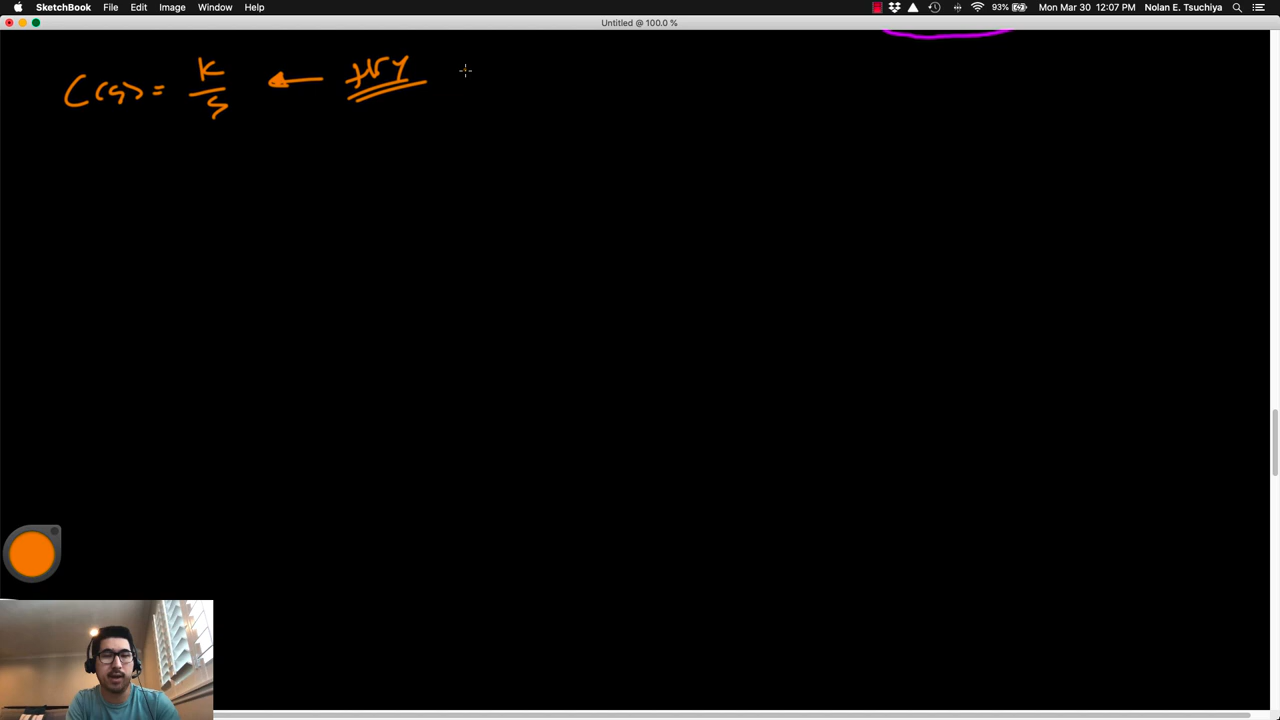 SketchBook File Edit Image Window Help 93% Mon Mar 30 12:07 PM Nolan E. Tsuchiya
Untitled @ 100.0 %
C(s) = K/s ← try